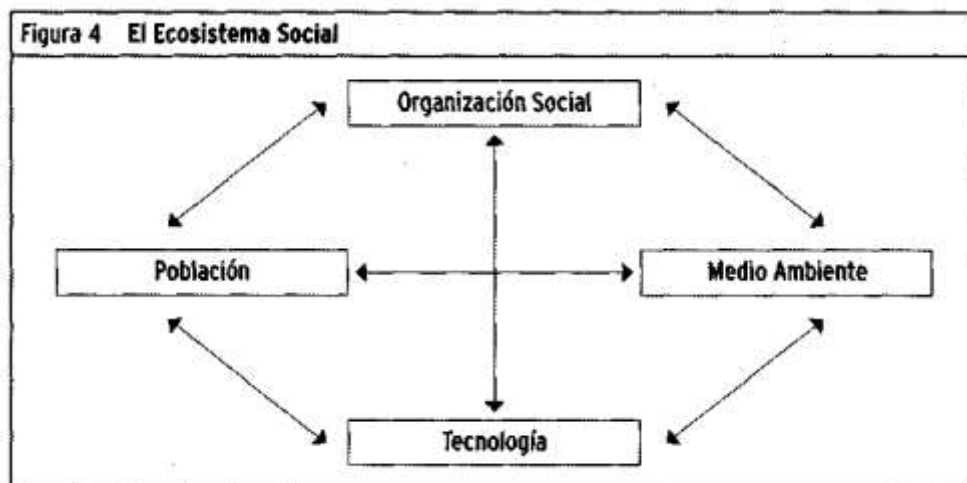 Figura 4 El Ecosistema Social
Organización Social
Población
Medio Ambiente
Tecnología